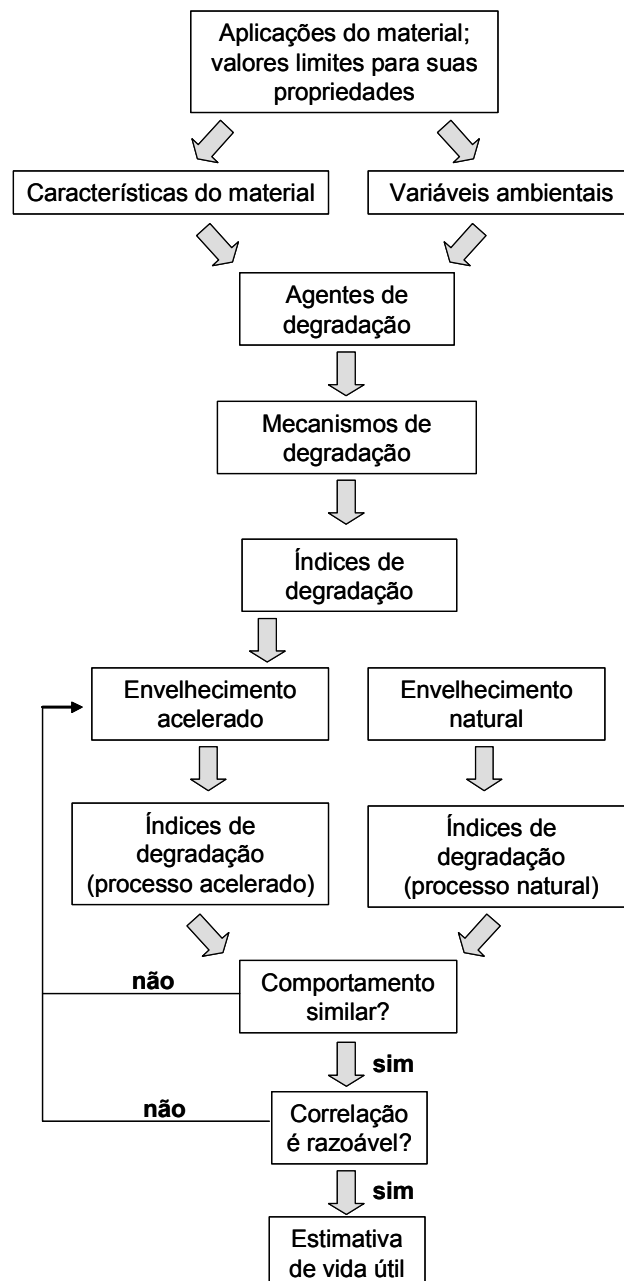 Aplicações do material;
valores limites para suas
propriedades
Características do material
Variáveis ambientais
Agentes de
degradação
Mecanismos de
degradação
Índices de
degradação
Envelhecimento
acelerado
Envelhecimento
natural
Índices de
degradação
(processo acelerado)
Índices de
degradação
(processo natural)
não
Comportamento
similar?
sim
não
Correlação
é razoável?
sim
Estimativa
de vida útil